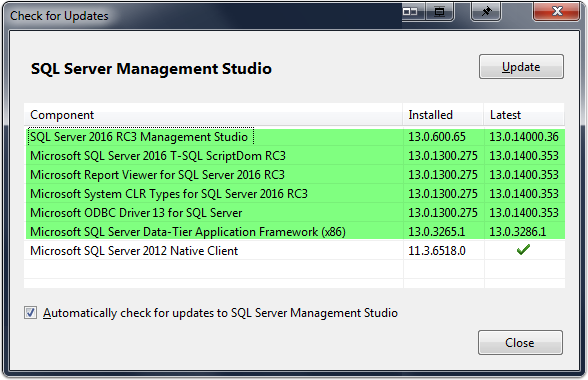 Check for Updates
SQL Server Management Studio
Update
Component Installed Latest
SQL Server 2016 RC3 Management Studio 13.0.600.65 13.0.14000.36
Microsoft SQL Server 2016 T-SQL ScriptDom RC3 13.0.1300.275 13.0.1400.353
Microsoft Report Viewer for SQL Server 2016 RC3 13.0.1300.275 13.0.1400.353
Microsoft System CLR Types for SQL Server 2016 RC3 13.0.1300.275 13.0.1400.353
Microsoft ODBC Driver 13 for SQL Server 13.0.1300.275 13.0.1400.353
Microsoft SQL Server Data-Tier Application Framework (x86) 13.0.3265.1 13.0.3286.1
Microsoft SQL Server 2012 Native Client 11.3.6518.0
Automatically check for updates to SQL Server Management Studio
Close